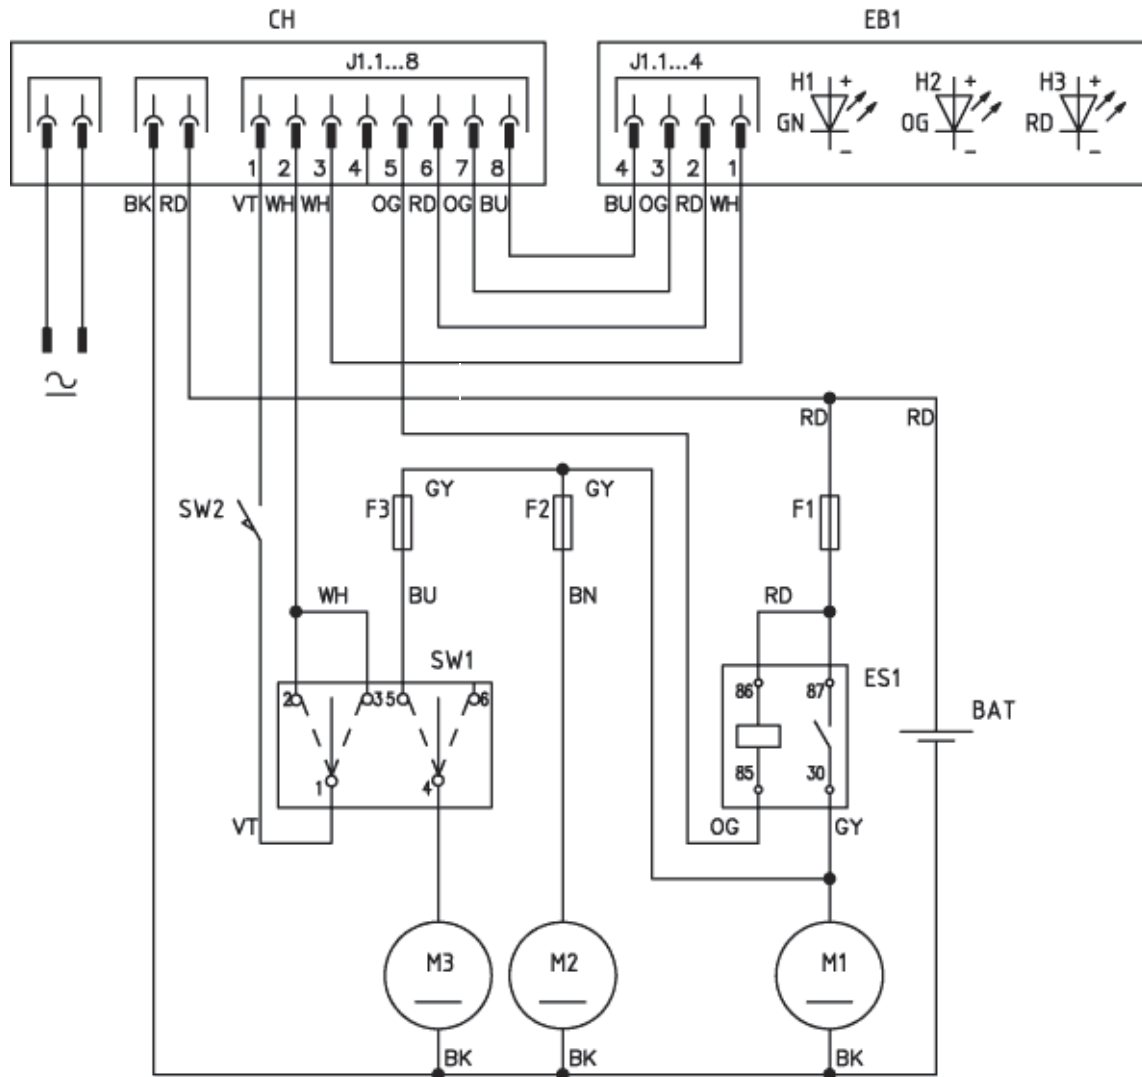 CH EB1
J1.1...8 J1.1...4
H1 + H2 + H3 +
GN OG RD
- - -
1 2 3 4 5 6 7 8 4 3 2 1
BK RD VT WH WH OG RD OG BU BU OG RD WH
RD RD
GY GY
SW2 F3 F2 F1
WH BU BN RD
SW1 ES1
2 3 5 6 86 87
BAT
1 4 85 30
VT OG GY
M3 M2 M1
BK BK BK